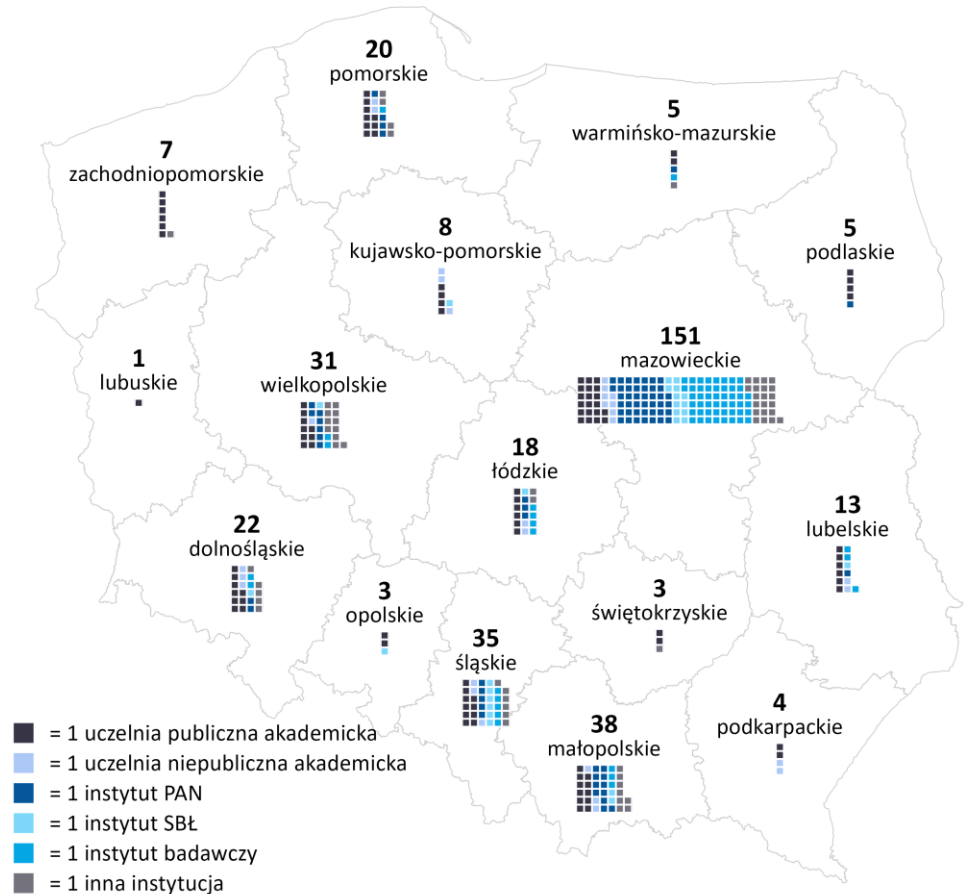 20
pomorskie
5
warmińsko-mazurskie
7
zachodniopomorskie
8
kujawsko-pomorskie
5
podlaskie
151
mazowieckie
1
lubuskie
31
wielkopolskie
18
łódzkie
13
lubelskie
22
dolnośląskie
3
opolskie
3
świętokrzyskie
35
śląskie
38
małopolskie
4
podkarpackie
= 1 uczelnia publiczna akademicka
= 1 uczelnia niepubliczna akademicka
= 1 instytut PAN
= 1 instytut SBŁ
= 1 instytut badawczy
= 1 inna instytucja